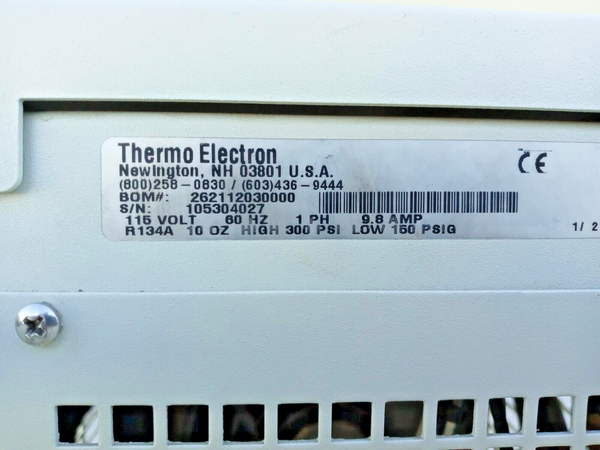 Thermo Electron
Newington, NH 03801 U.S.A.
(800)258-0830 / (603)436-9444
BOM#: 262112030000
S/N: 105304027
115 VOLT 60 HZ 1 PH 9.8 AMP
R134A 10 OZ HIGH 300 PSI LOW 150 PSIG
CE
1/ 2